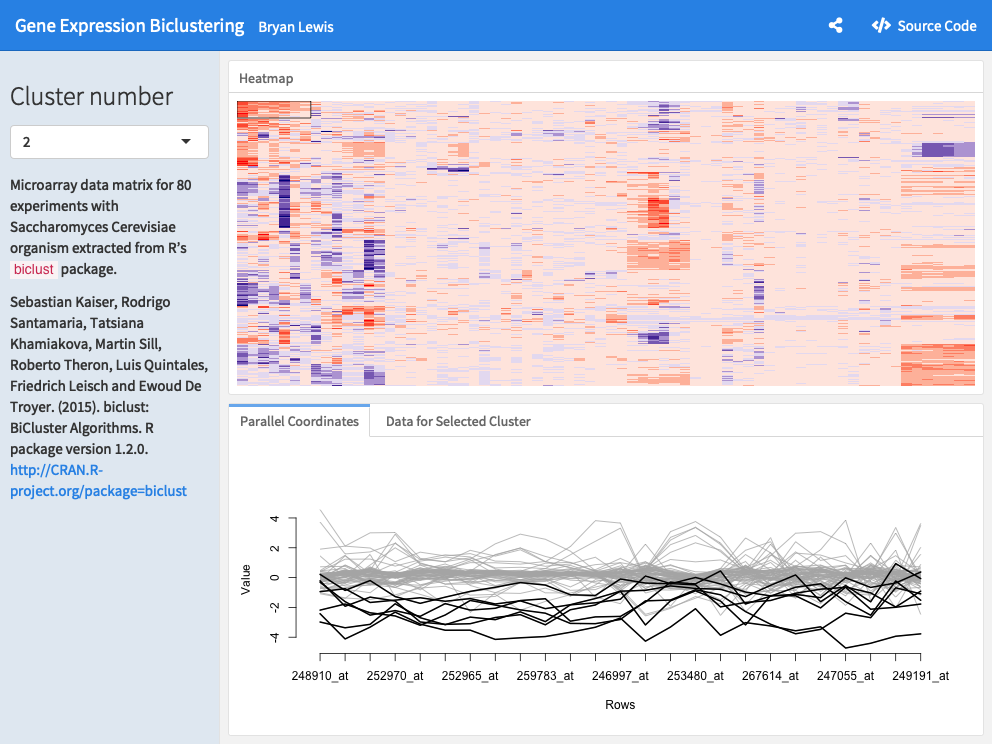 Gene Expression Biclustering Bryan Lewis
Source Code
Cluster number
2
Microarray data matrix for 80
experiments with
Saccharomyces Cerevisiae
organism extracted from R's
biclust package.
Sebastian Kaiser, Rodrigo
Santamaria, Tatsiana
Khamiakova, Martin Sill,
Roberto Theron, Luis Quintales,
Friedrich Leisch and Ewoud De
Troyer. (2015). biclust:
BiCluster Algorithms. R
package version 1.2.0.
http://CRAN.R-
project.org/package=biclust
Heatmap
Parallel Coordinates Data for Selected Cluster
Value
4
2
0
-2
-4
248910_at 252970_at 252965_at 259783_at 246997_at 253480_at 267614_at 247055_at 249191_at
Rows